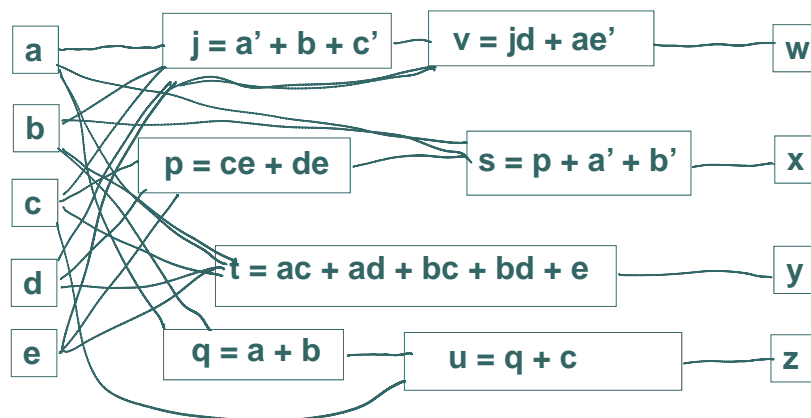 a
j = a’ + b + c’
v = jd + ae’
w
b
p = ce + de
s = p + a’ + b’
x
c
d
t = ac + ad + bc + bd + e
y
e
q = a + b
u = q + c
z